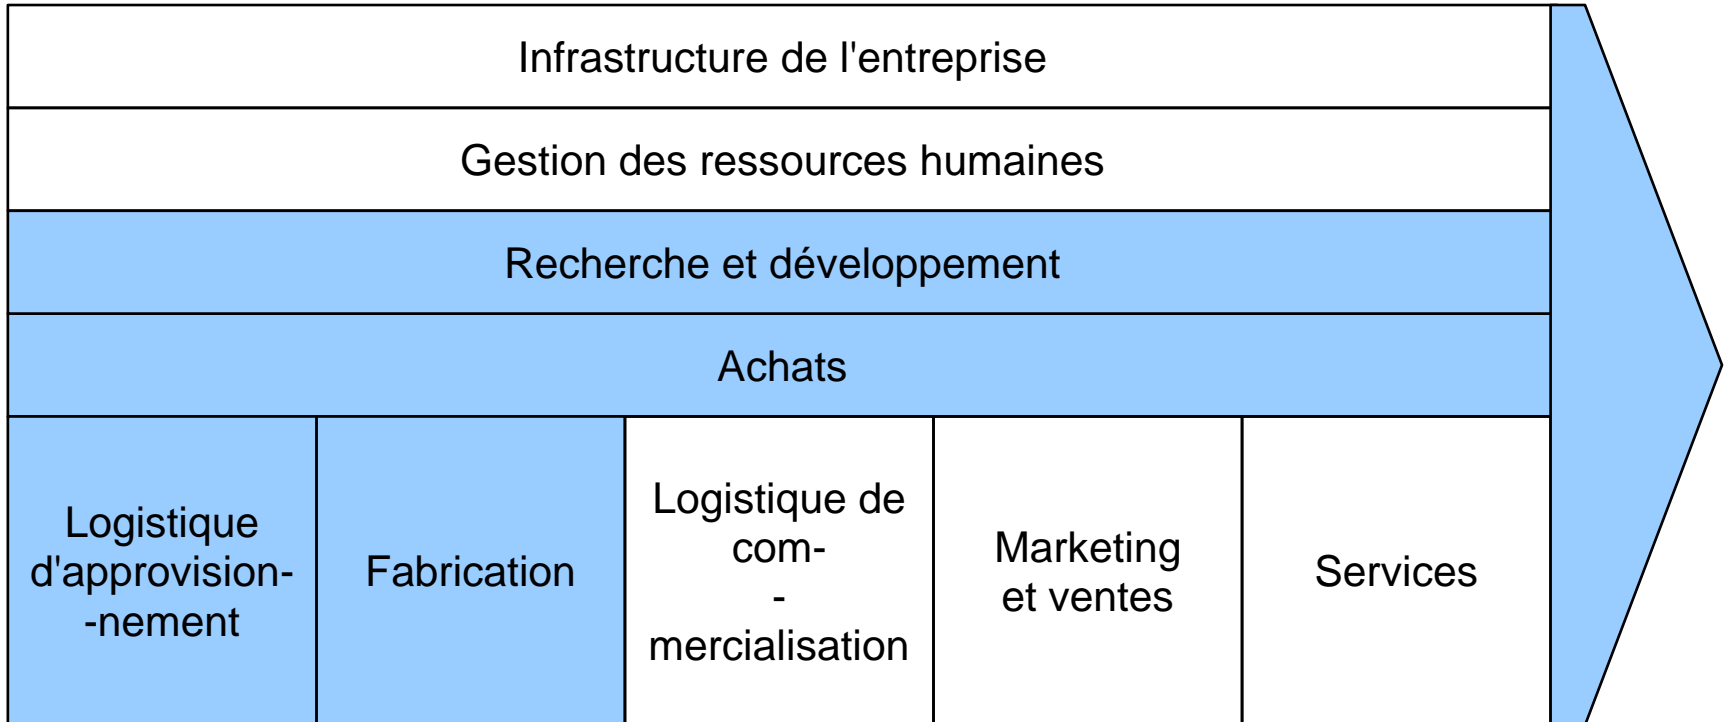 Infrastructure de l'entreprise
Gestion des ressources humaines
Recherche et développement
Achats
Logistique
d'approvision-
-nement
Fabrication
Logistique de
com-
-
mercialisation
Marketing
et ventes
Services